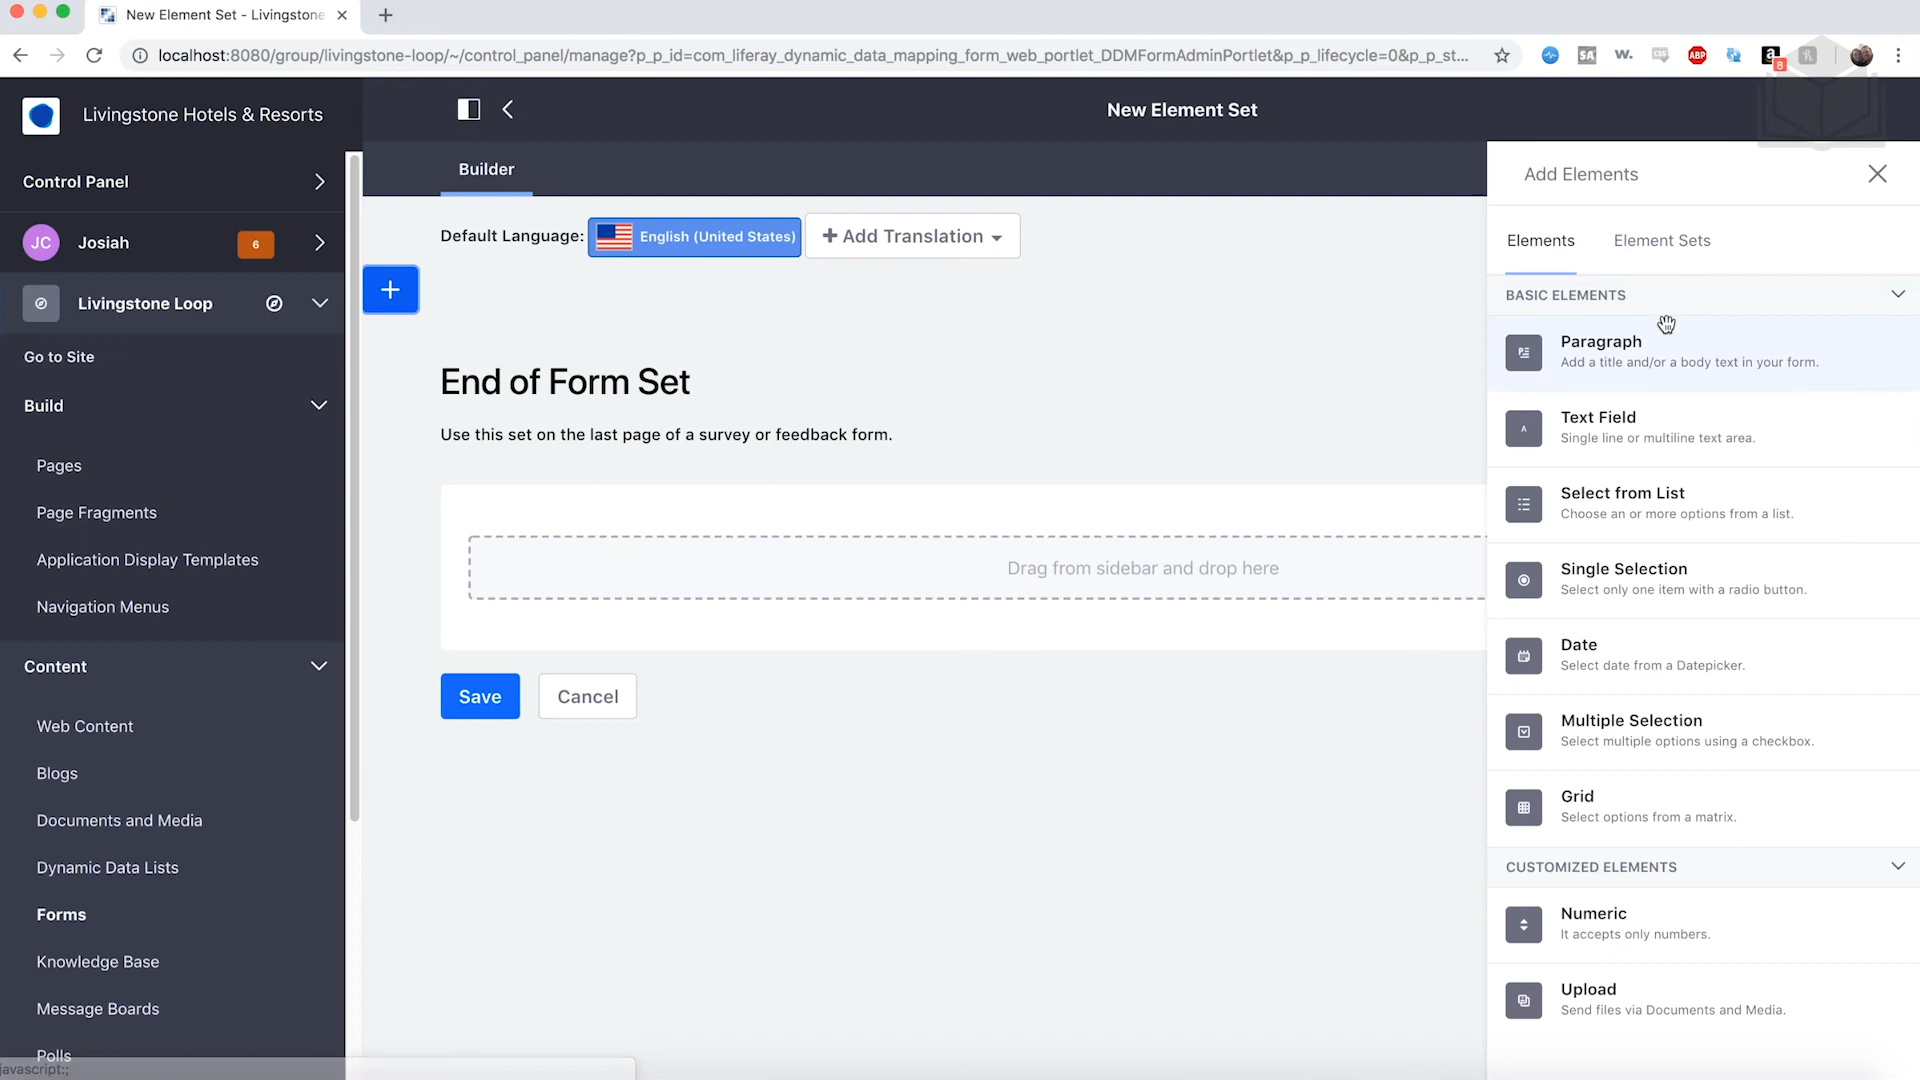 New Element Set - Livingstone
localhost:8080/group/livingstone-loop/~/control_panel/manage?p_p_id=com_liferay_dynamic_data_mapping_form_web_portlet_DDMFormAdminPortlet&p_p_lifecycle=0&p_p_st...
SA
W.
CSS
ABP
a
8
Livingstone Hotels & Resorts
New Element Set
Control Panel
Builder
Add Elements
JC
Josiah
6
Default Language:
English (United States)
Add Translation
Elements
Element Sets
Livingstone Loop
BASIC ELEMENTS
Go to Site
Paragraph
Add a title and/or a body text in your form.
End of Form Set
Build
Text Field
Single line or multiline text area.
Use this set on the last page of a survey or feedback form.
Pages
Select from List
Choose an or more options from a list.
Page Fragments
Drag from sidebar and drop here
Application Display Templates
Single Selection
Select only one item with a radio button.
Navigation Menus
Date
Select date from a Datepicker.
Content
Save
Cancel
Web Content
Multiple Selection
Select multiple options using a checkbox.
Blogs
Documents and Media
Grid
Select options from a matrix.
Dynamic Data Lists
CUSTOMIZED ELEMENTS
Forms
Numeric
It accepts only numbers.
Knowledge Base
Message Boards
Upload
Send files via Documents and Media.
Polls
javascript:;